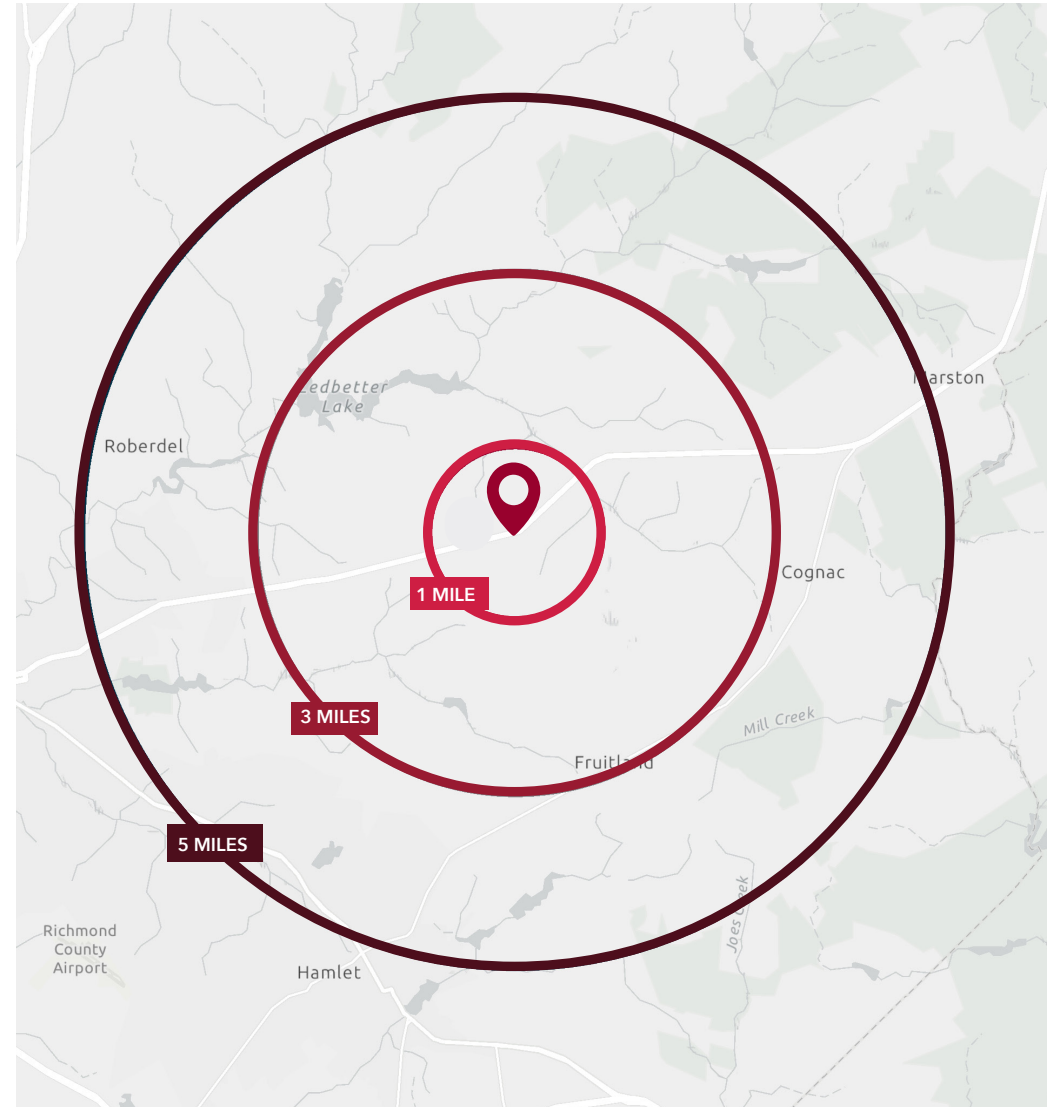 Marston
Ledbetter
Lake
Roberdel
Cognac
1 MILE
3 MILES
Mill Creek
Fruitland
5 MILES
Joes Creek
Richmond
County
Airport
Hamlet